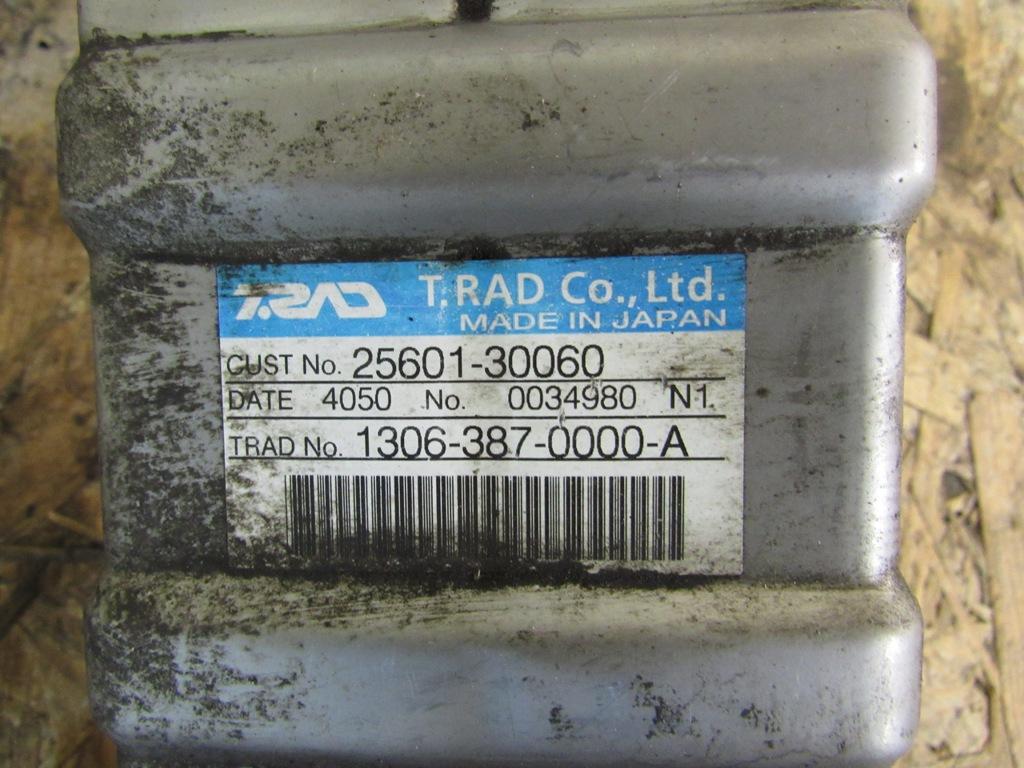 T.RAD T.RAD Co., Ltd.
MADE IN JAPAN
CUST No. 25601-30060
DATE 4050 No. 0034980 N1
TRAD No. 1306-387-0000-A